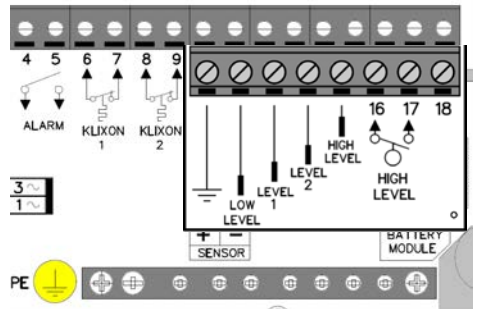 4 5 6 7 8 9
16 17 18
ALARM
KLIXON
1
KLIXON
2
LOW
LEVEL
LEVEL
1
LEVEL
2
HIGH
LEVEL
HIGH
LEVEL
3 ~
1 ~
+ −
SENSOR
BATTERY
MODULE
PE